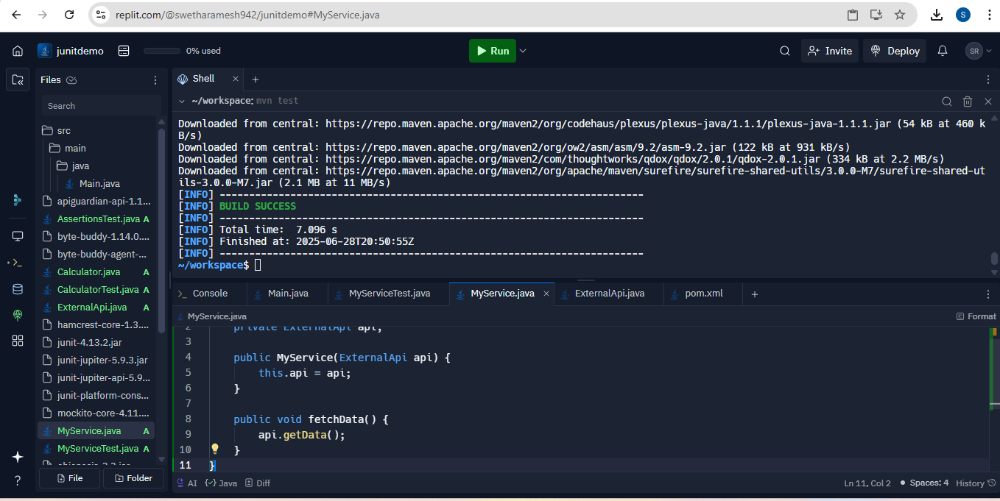 replit.com/@swetharamesh942/junitdemo#MyService.java
S
junitdemo
0% used
Run
Invite
Deploy
SR
Files
Search
src
main
java
Main.java
apiguardian-api-1.1...
AssertionsTest.java A
byte-buddy-1.14.0....
byte-buddy-agent-...
Calculator.java A
CalculatorTest.java A
ExternalApi.java A
hamcrest-core-1.3....
junit-4.13.2.jar
junit-jupiter-5.9.3.jar
junit-jupiter-api-5.9...
junit-platform-cons...
mockito-core-4.11....
MyService.java A
MyServiceTest.java A
File
Folder
Shell
~/workspace: mvn test
Downloaded from central: https://repo.maven.apache.org/maven2/org/codehaus/plexus/plexus-java/1.1.1/plexus-java-1.1.1.jar (54 kB at 460 k
B/s)
Downloaded from central: https://repo.maven.apache.org/maven2/org/ow2/asm/asm/9.2/asm-9.2.jar (122 kB at 931 kB/s)
Downloaded from central: https://repo.maven.apache.org/maven2/com/thoughtworks/qdox/qdox/2.0.1/qdox-2.0.1.jar (334 kB at 2.2 MB/s)
Downloaded from central: https://repo.maven.apache.org/maven2/org/apache/maven/surefire/surefire-shared-utils/3.0.0-M7/surefire-shared-ut
ils-3.0.0-M7.jar (2.1 MB at 11 MB/s)
[INFO] ------------------------------------------------------------------------
[INFO] BUILD SUCCESS
[INFO] ------------------------------------------------------------------------
[INFO] Total time:  7.096 s
[INFO] Finished at: 2025-06-28T20:50:55Z
[INFO] ------------------------------------------------------------------------
~/workspace$
Console
Main.java
MyServiceTest.java
MyService.java
ExternalApi.java
pom.xml
MyService.java
Format
2 private ExternalApi api;
3
4 public MyService(ExternalApi api) {
5 this.api = api;
6 }
7
8 public void fetchData() {
9 api.getData();
10 }
11 }
AI
Java
Diff
Ln 11, Col 2
Spaces: 4
History